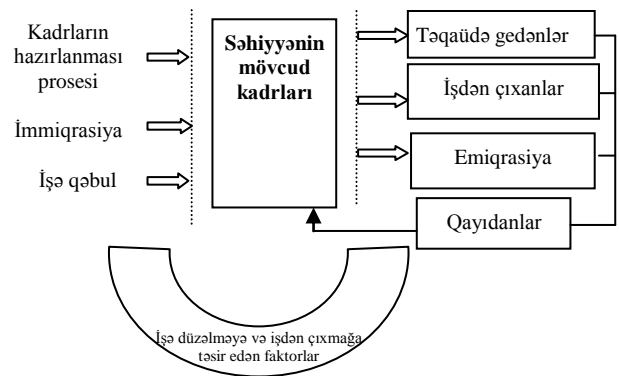 Kadrların
hazırlanması
prosesi
İmmiqrasiya
İşə qəbul
Səhiyyənin
mövcud
kadrları
Təqaüdə gedənlər
İşdən çıxanlar
Emiqrasiya
Qayıdanlar
İşə düzəlməyə və işdən çıxmağa
təsir edən faktorlar